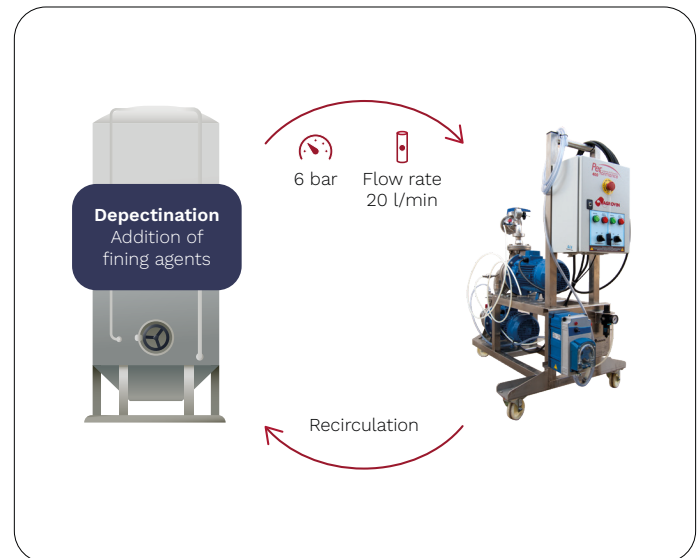 Depectination
Addition of
fining agents
6 bar
Flow rate
20 l/min
Recirculation